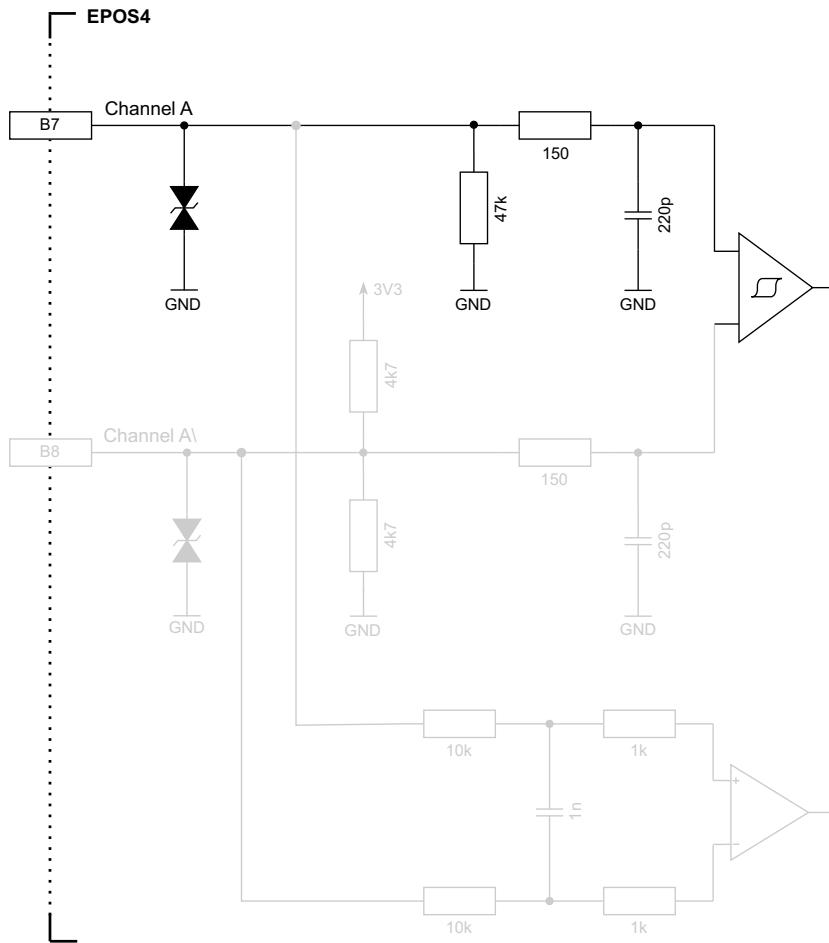 EPOS4
Channel A
B7
150
47k
220p
GND
GND
GND
3V3
4k7
Channel A\
B8
150
4k7
220p
GND
GND
GND
10k
1k
1n
+
−
10k
1k